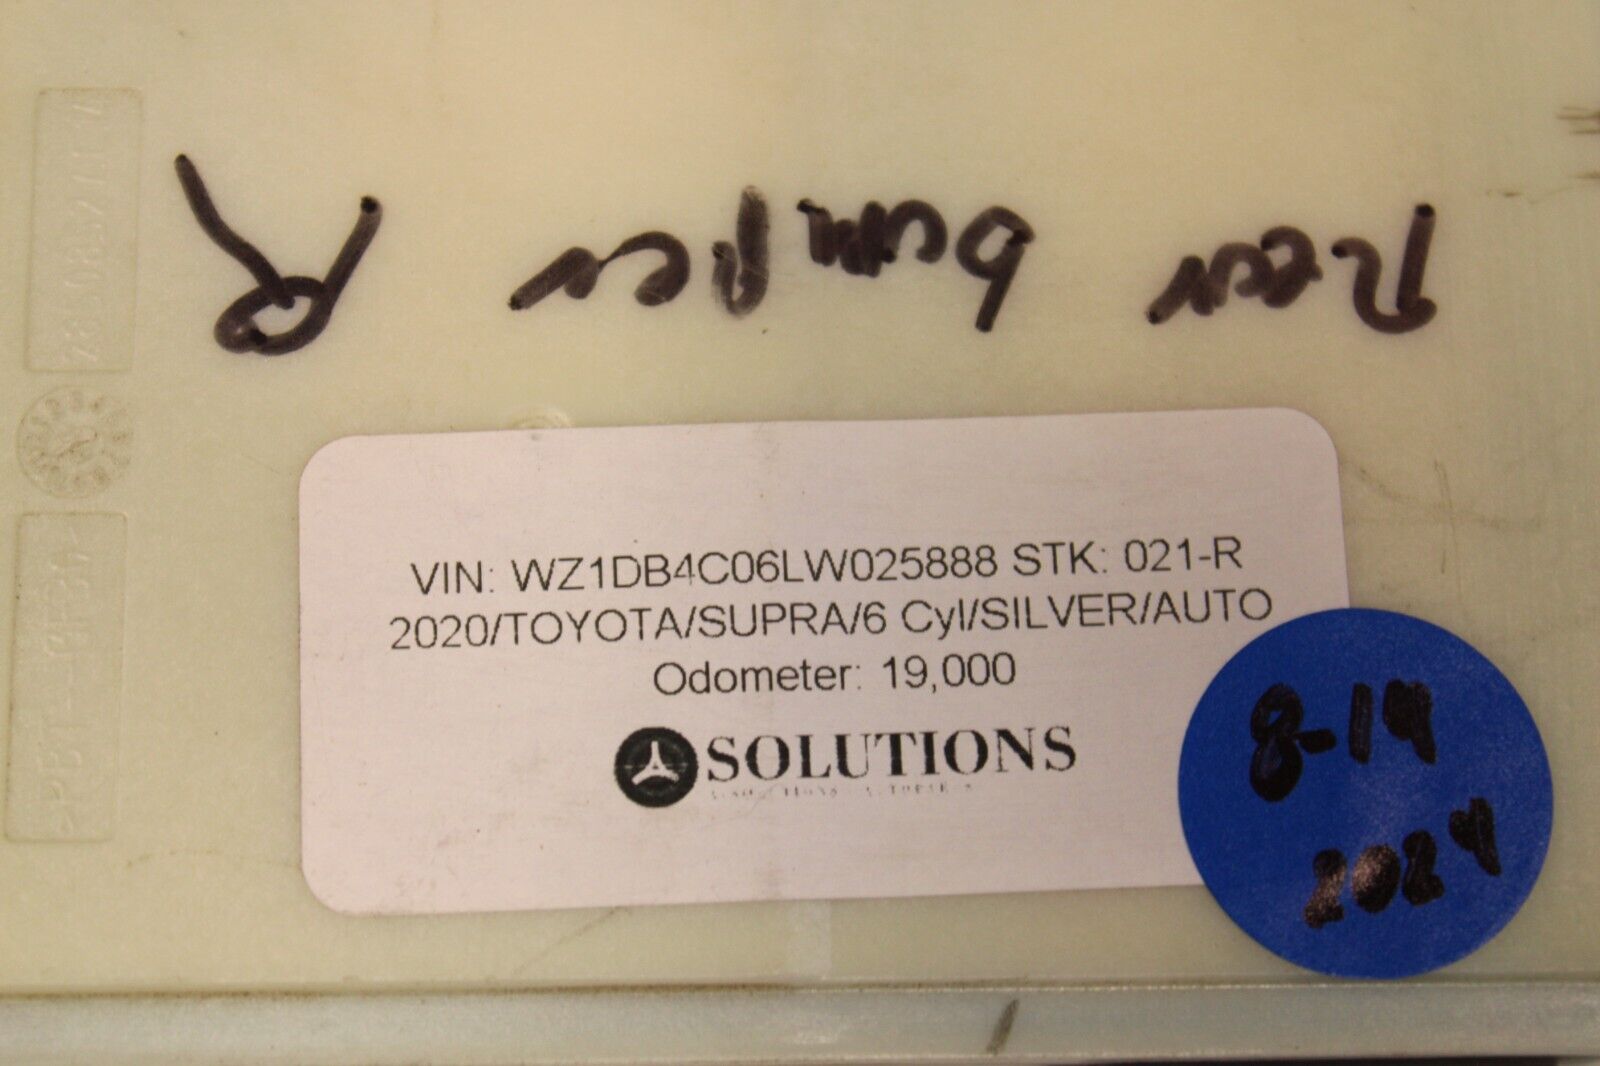 Rear bumper R
VIN: WZ1DB4C06LW025888 STK: 021-R
2020/TOYOTA/SUPRA/6 Cyl/SILVER/AUTO
Odometer: 19,000
SOLUTIONS
8-14
2024